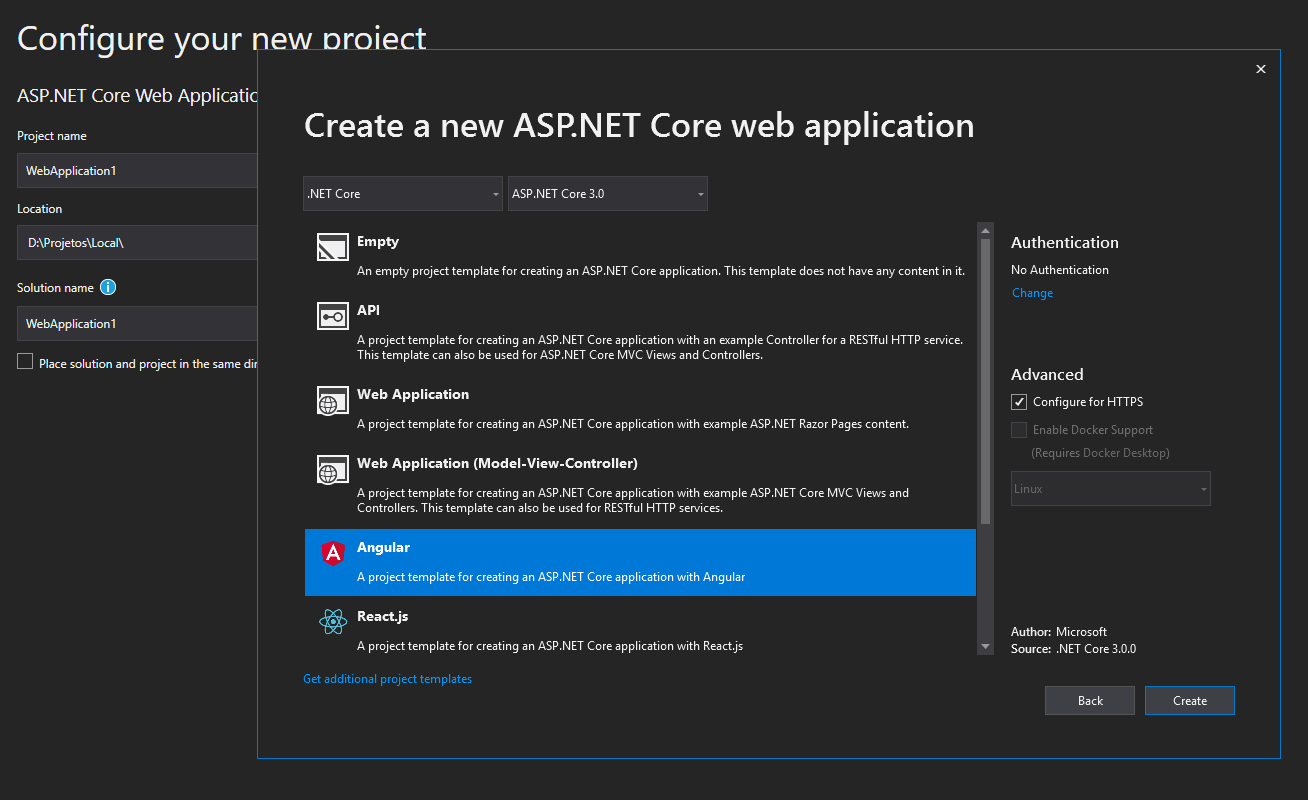 Configure your new project
ASP.NET Core Web Applicatio
Project name
WebApplication1
Location
D:\Projetos\Local\
Solution name
WebApplication1
Place solution and project in the same dir
Create a new ASP.NET Core web application
.NET Core
ASP.NET Core 3.0
Empty
An empty project template for creating an ASP.NET Core application. This template does not have any content in it.
API
A project template for creating an ASP.NET Core application with an example Controller for a RESTful HTTP service.
This template can also be used for ASP.NET Core MVC Views and Controllers.
Web Application
A project template for creating an ASP.NET Core application with example ASP.NET Razor Pages content.
Web Application (Model-View-Controller)
A project template for creating an ASP.NET Core application with example ASP.NET Core MVC Views and
Controllers. This template can also be used for RESTful HTTP services.
Angular
A project template for creating an ASP.NET Core application with Angular
React.js
A project template for creating an ASP.NET Core application with React.js
Get additional project templates
Authentication
No Authentication
Change
Advanced
Configure for HTTPS
Enable Docker Support
(Requires Docker Desktop)
Linux
Author: Microsoft
Source: .NET Core 3.0.0
Back
Create